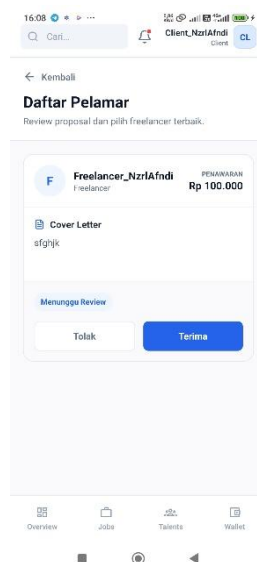 16:08
Cari...
Client_NzrlAfndi
Client
CL
← Kembali
Daftar Pelamar
Review proposal dan pilih freelancer terbaik.
F
Freelancer_NzrlAfndi
Freelancer
PENAWARAN
Rp 100.000
Cover Letter
sfghjk
Menunggu Review
Tolak
Terima
Overview
Jobs
Talents
Wallet